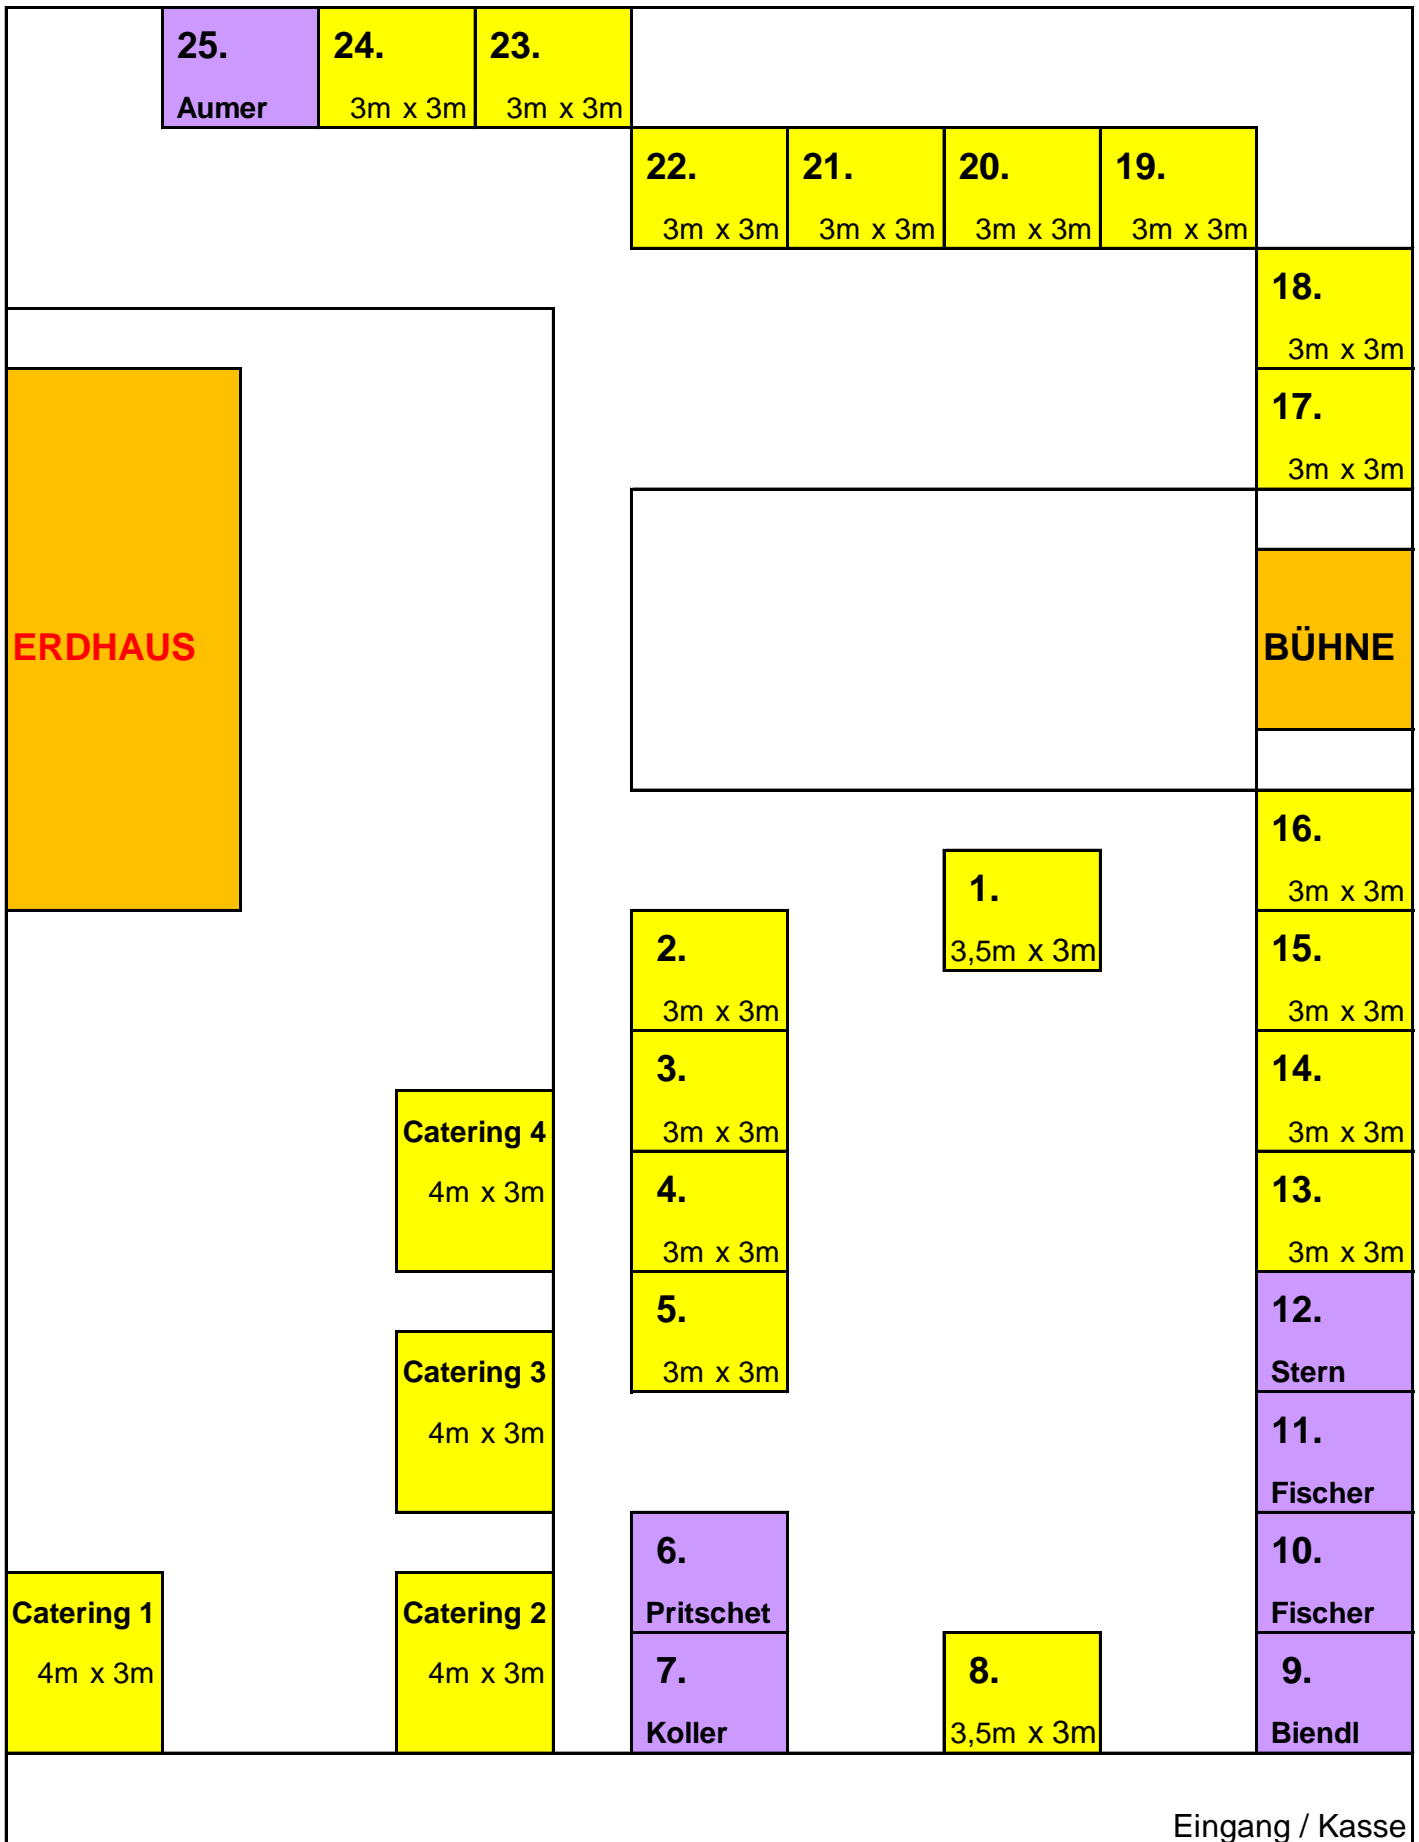 25.
Aumer
24.
3m x 3m
23.
3m x 3m
22.
3m x 3m
21.
3m x 3m
20.
3m x 3m
19.
3m x 3m
18.
3m x 3m
17.
3m x 3m
ERDHAUS
BÜHNE
16.
3m x 3m
1.
3,5m x 3m
2.
3m x 3m
15.
3m x 3m
3.
3m x 3m
14.
3m x 3m
Catering 4
4m x 3m
4.
3m x 3m
13.
3m x 3m
5.
3m x 3m
12.
Stern
Catering 3
4m x 3m
11.
Fischer
6.
Pritschet
10.
Fischer
Catering 1
4m x 3m
Catering 2
4m x 3m
7.
Koller
8.
3,5m x 3m
9.
Biendl
Eingang / Kasse